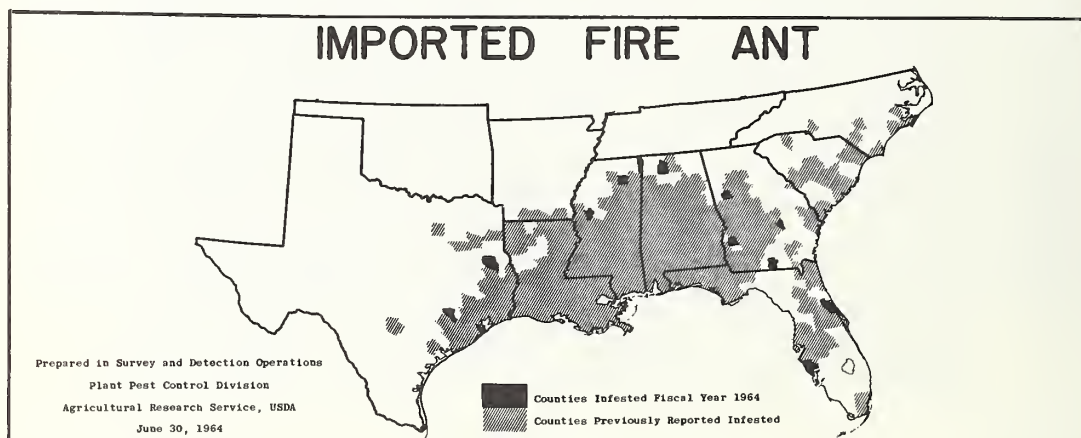 IMPORTED FIRE ANT
Prepared in Survey and Detection Operations
Plant Pest Control Division
Agricultural Research Service, USDA
June 30, 1964
Counties Infested Fiscal Year 1964
Counties Previously Reported Infested